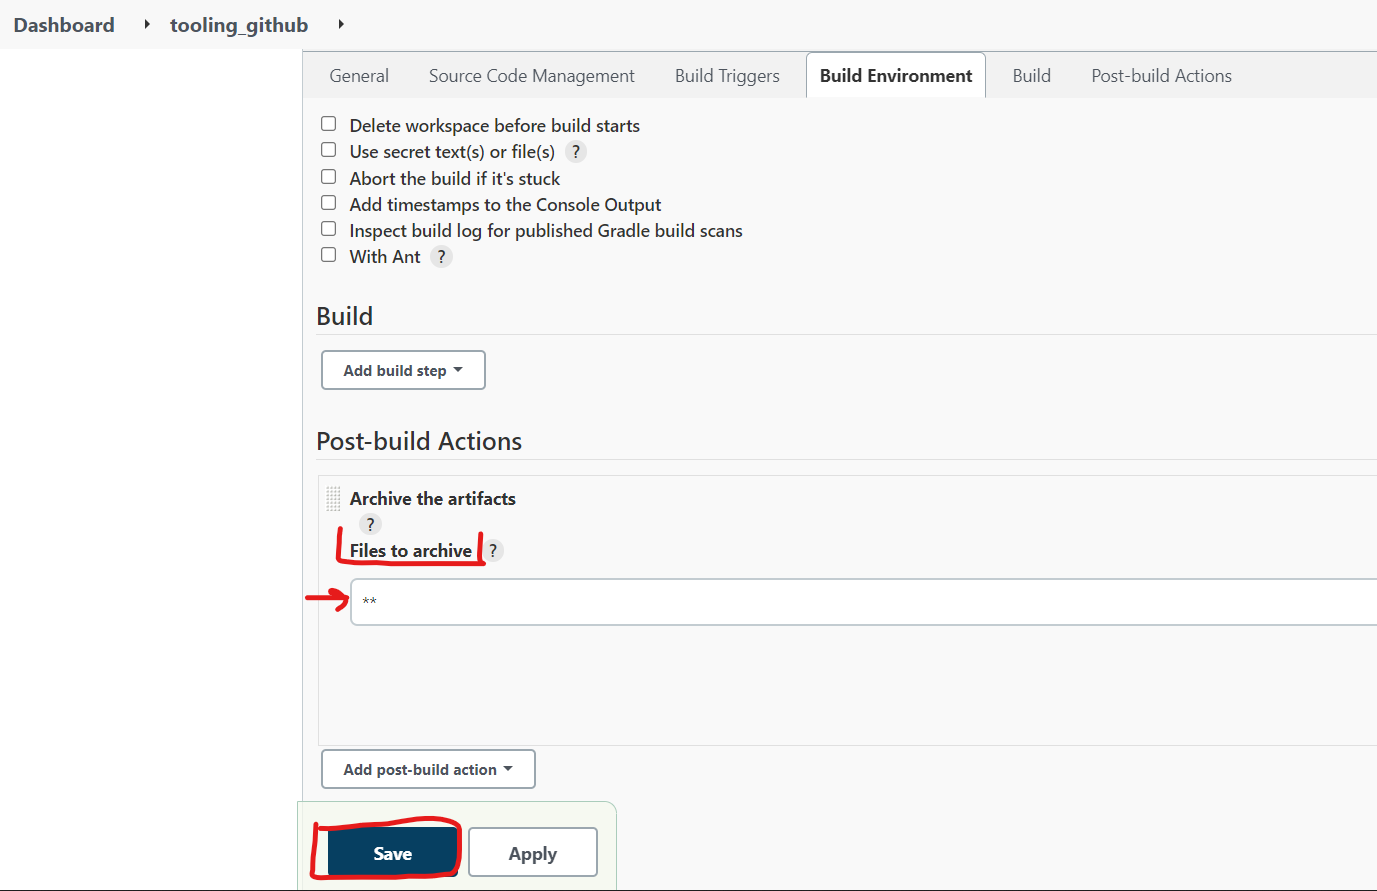 Dashboard tooling_github
General Source Code Management Build Triggers Build Environment Build Post-build Actions
Delete workspace before build starts
Use secret text(s) or file(s) ?
Abort the build if it's stuck
Add timestamps to the Console Output
Inspect build log for published Gradle build scans
With Ant ?
Build
Add build step
Post-build Actions
Archive the artifacts
?
Files to archive ?
**
Add post-build action
Save Apply